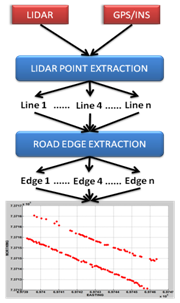 LIDAR GPS/INS
LIDAR POINT EXTRACTION
Line 1 ...... Line 4 ...... Line n
ROAD EDGE EXTRACTION
Edge 1 ...... Edge 4 ...... Edge n